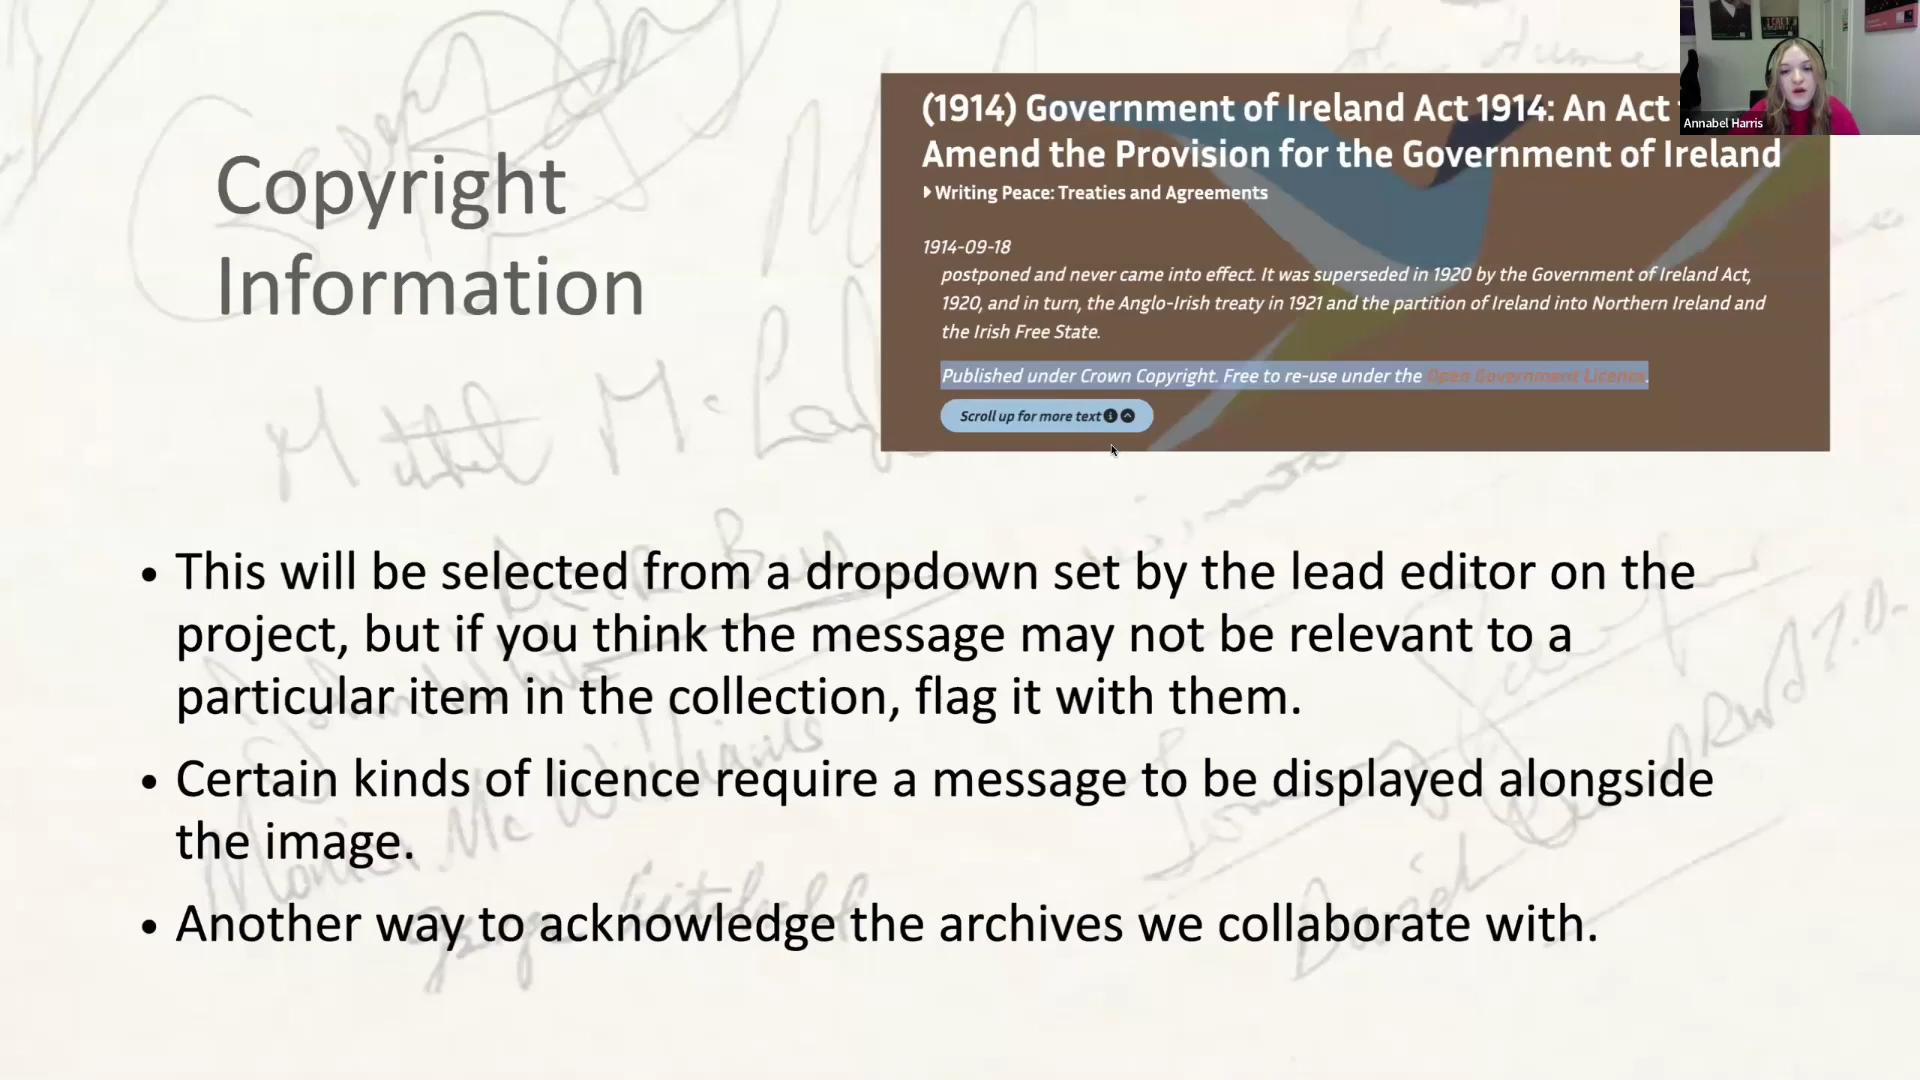 Copyright
Information
(1914) Government of Ireland Act 1914: An Act
Amend the Provision for the Government of Ireland
Writing Peace: Treaties and Agreements
1914-09-18
postponed and never came into effect. It was superseded in 1920 by the Government of Ireland Act,
1920, and in turn, the Anglo-Irish treaty in 1921 and the partition of Ireland into Northern Ireland and
the Irish Free State.
Published under Crown Copyright. Free to re-use under the Open Government Licence.
Scroll up for more text
Annabel Harris
• This will be selected from a dropdown set by the lead editor on the
project, but if you think the message may not be relevant to a
particular item in the collection, flag it with them.
• Certain kinds of licence require a message to be displayed alongside
the image.
• Another way to acknowledge the archives we collaborate with.